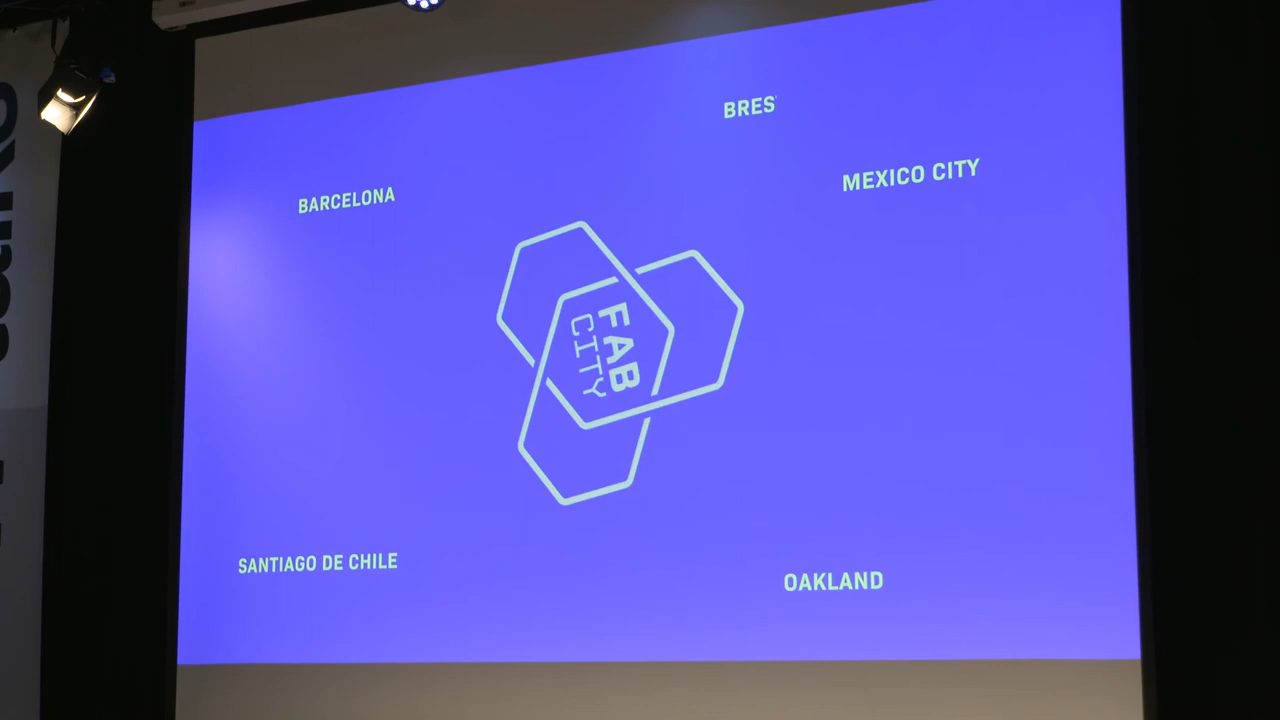 BRES
MEXICO CITY
BARCELONA
FAB
CITY
SANTIAGO DE CHILE
OAKLAND